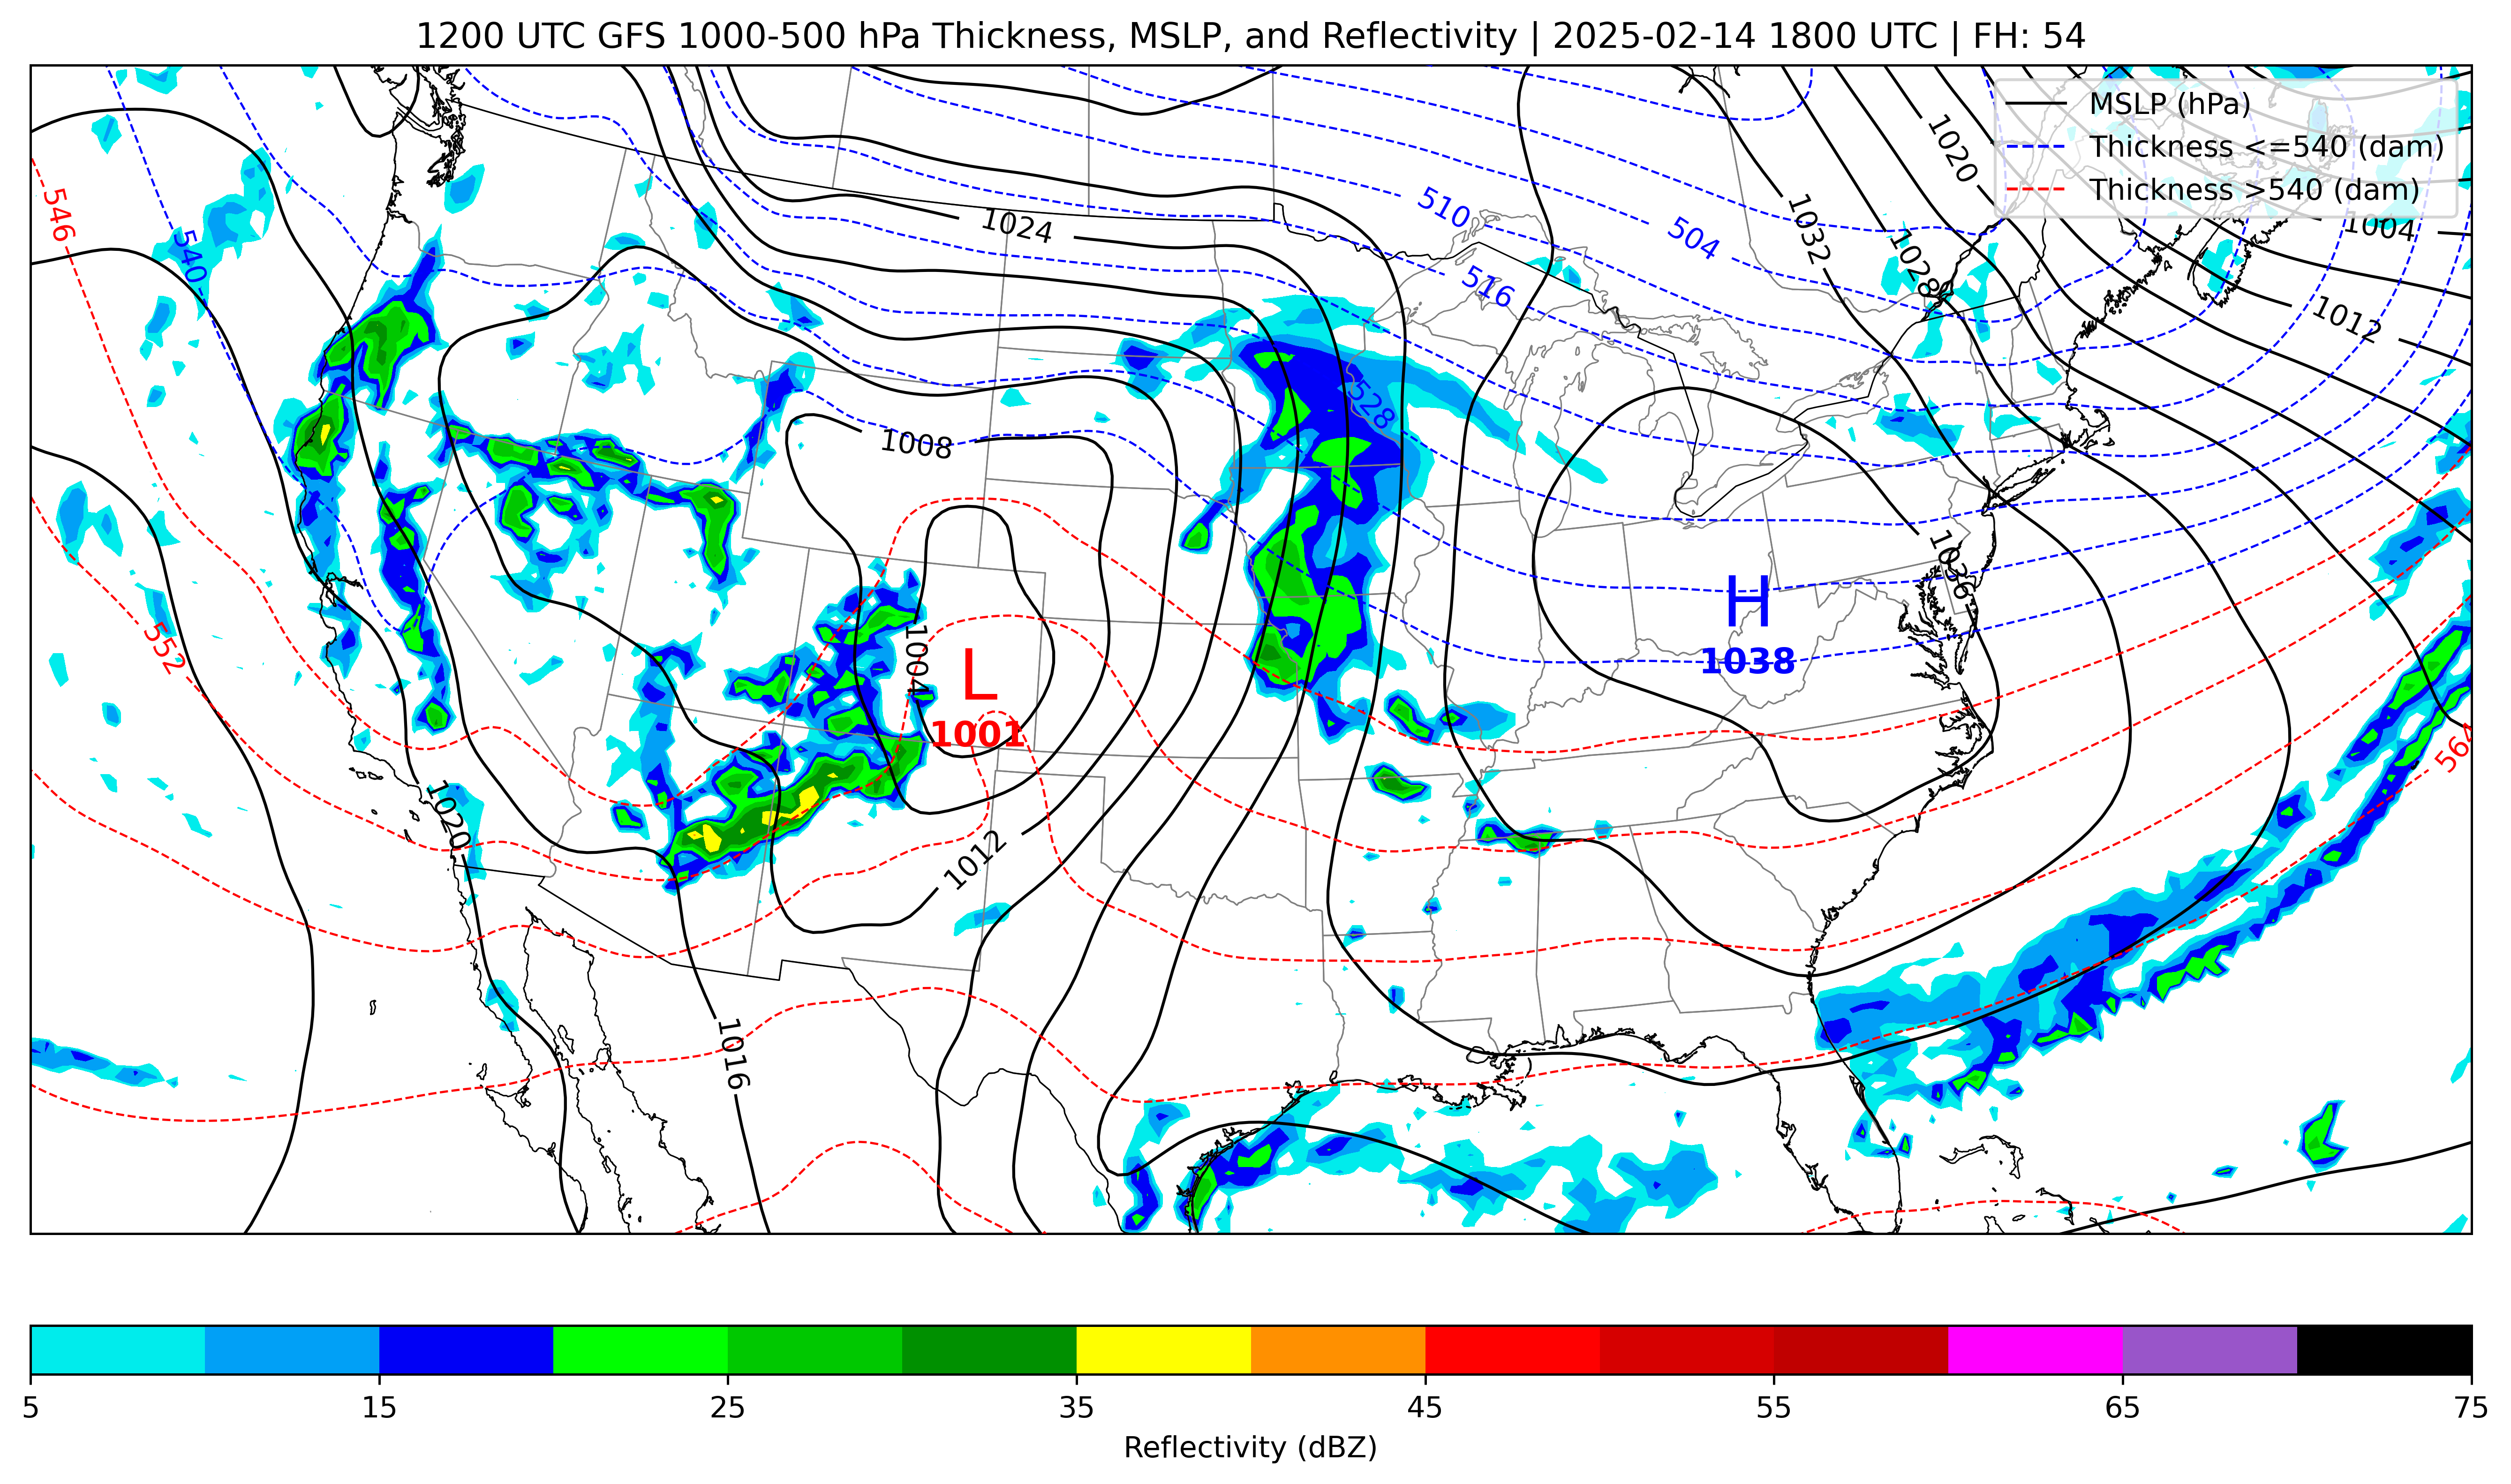 1200 UTC GFS 1000-500 hPa Thickness, MSLP, and Reflectivity | 2025-02-14 1800 UTC | FH: 54
MSLP (hPa)
Thickness <=540 (dam)
Thickness >540 (dam)
1020
546
510
504
1032
1004
1024
540
1028
516
1012
528
1008
1036
H
1038
552
1004
L
1001
564
1020
1012
1016
5 15 25 35 45 55 65 75
Reflectivity (dBZ)